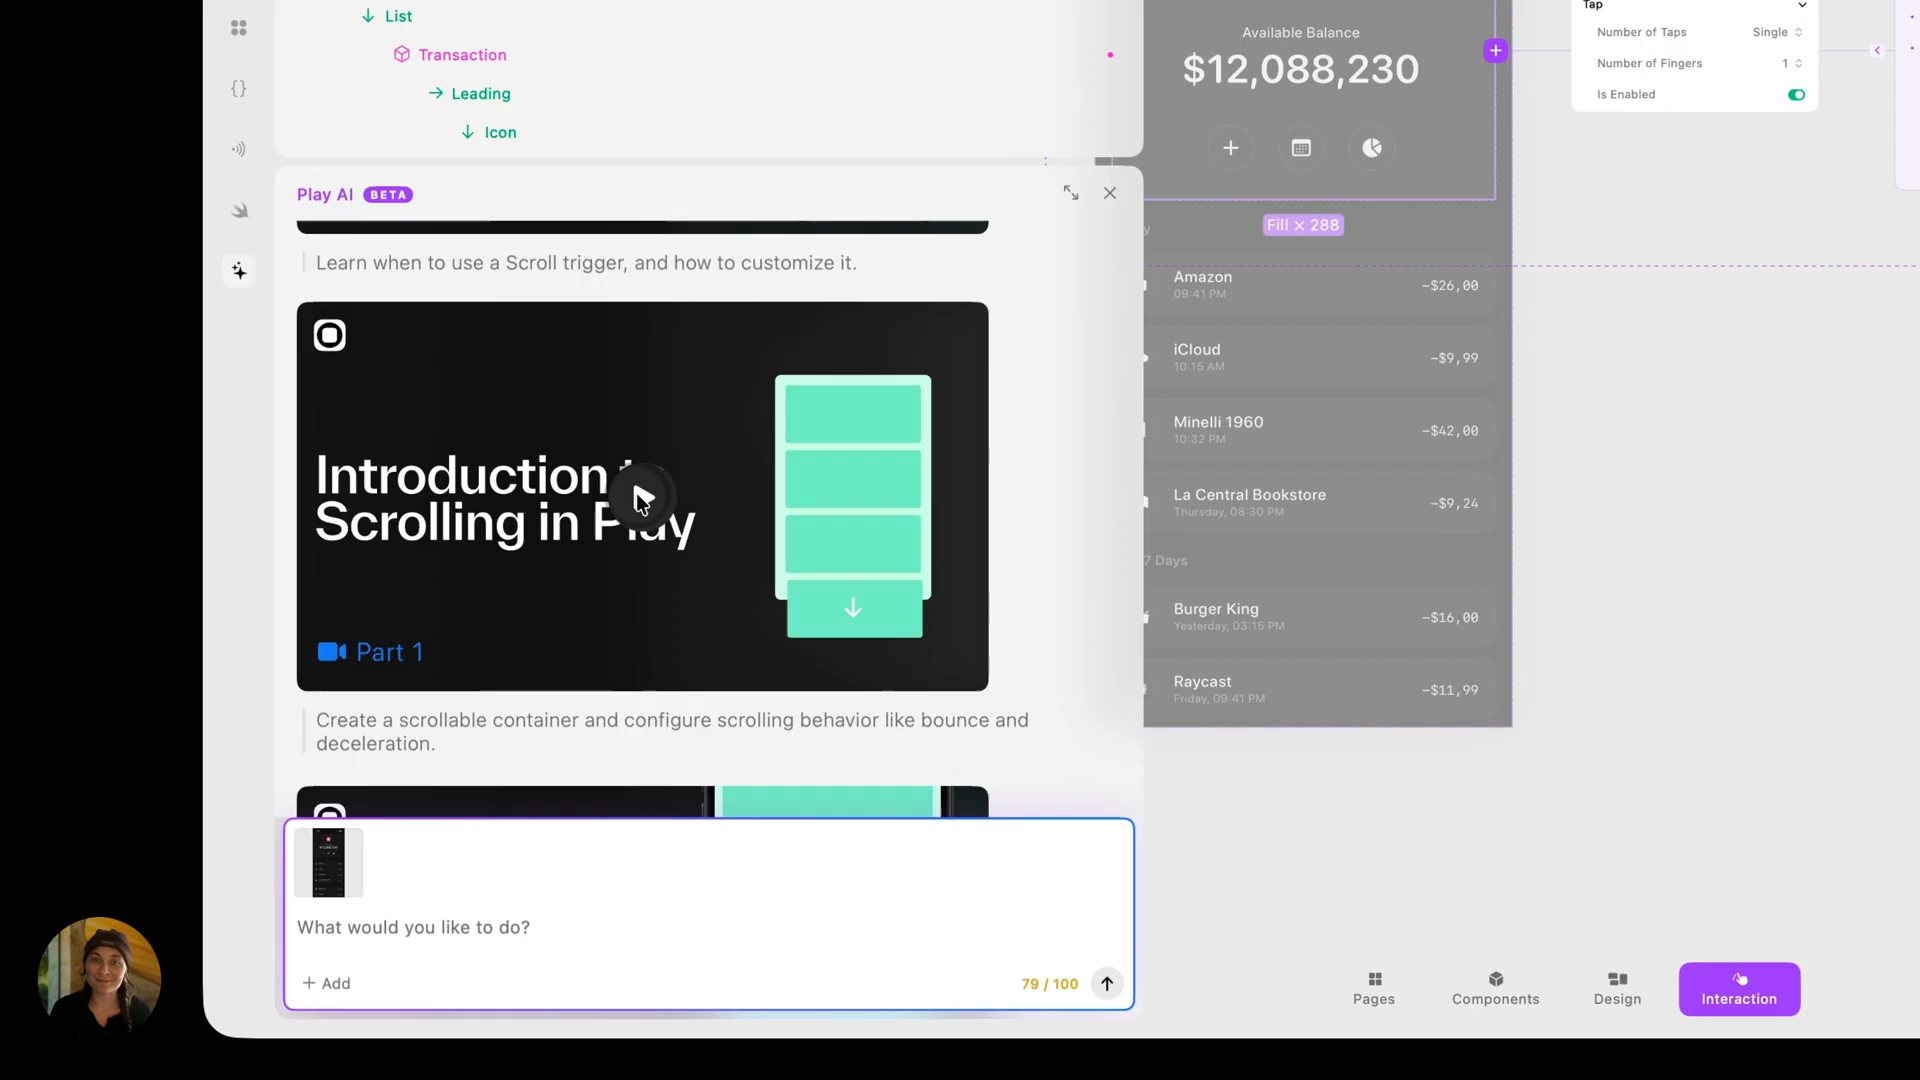 List
Transaction
Leading
Icon
Play AI BETA
Learn when to use a Scroll trigger, and how to customize it.
Introduction
Scrolling in Play
Part 1
Create a scrollable container and configure scrolling behavior like bounce and
deceleration.
What would you like to do?
+ Add
79 / 100
Available Balance
$12,088,230
Fill × 288
Amazon
09:41 PM
−$26,00
iCloud
10:15 AM
−$9,99
Minelli 1960
10:32 PM
−$42,00
La Central Bookstore
Thursday, 08:30 PM
−$9,24
7 Days
Burger King
Yesterday, 03:15 PM
−$16,00
Raycast
Friday, 09:41 PM
−$11,99
Tap
Number of Taps
Single
Number of Fingers
1
Is Enabled
Pages
Components
Design
Interaction